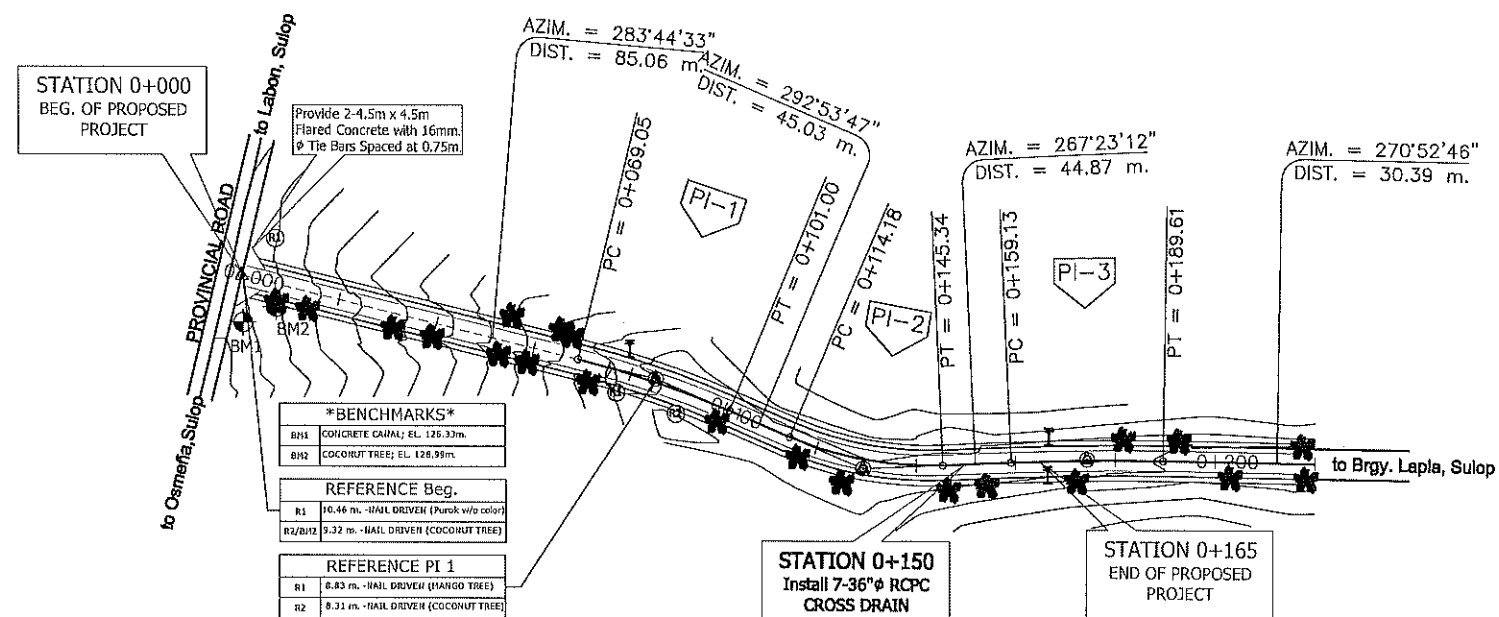 STATION 0+000
BEG. OF PROPOSED
PROJECT
to Labon, Sulop
Provide 2-4.5m x 4.5m
Flared Concrete with 16mm.
φ Tie Bars Spaced at 0.75m.
AZIM. = 283°44'33"
DIST. = 85.06 m.
AZIM. = 292°53'47"
DIST. = 45.03 m.
AZIM. = 267°23'12"
DIST. = 44.87 m.
AZIM. = 270°52'46"
DIST. = 30.39 m.
PROVINCIAL ROAD
R1
PC = 0+069.05
PI-1
PT = 0+101.00
PC = 0+114.18
PI-2
PT = 0+145.34
PC = 0+159.13
PI-3
PT = 0+189.61
BM1
BM2
0+100
0+200
to Brgy. Lapla, Sulop
to Osmeña, Sulop
*BENCHMARKS*
BM1 CONCRETE CANAL; EL. 126.33m.
BM2 COCONUT TREE; EL. 128.99m.
REFERENCE Beg.
R1 10.46 m. -NAIL DRIVEN (Purok w/o color)
R2/BM2 9.32 m. -NAIL DRIVEN (COCONUT TREE)
REFERENCE PI 1
R1 8.83 m. -NAIL DRIVEN (MANGO TREE)
R2 8.31 m. -NAIL DRIVEN (COCONUT TREE)
STATION 0+150
Install 7-36"φ RCPC
CROSS DRAIN
STATION 0+165
END OF PROPOSED
PROJECT